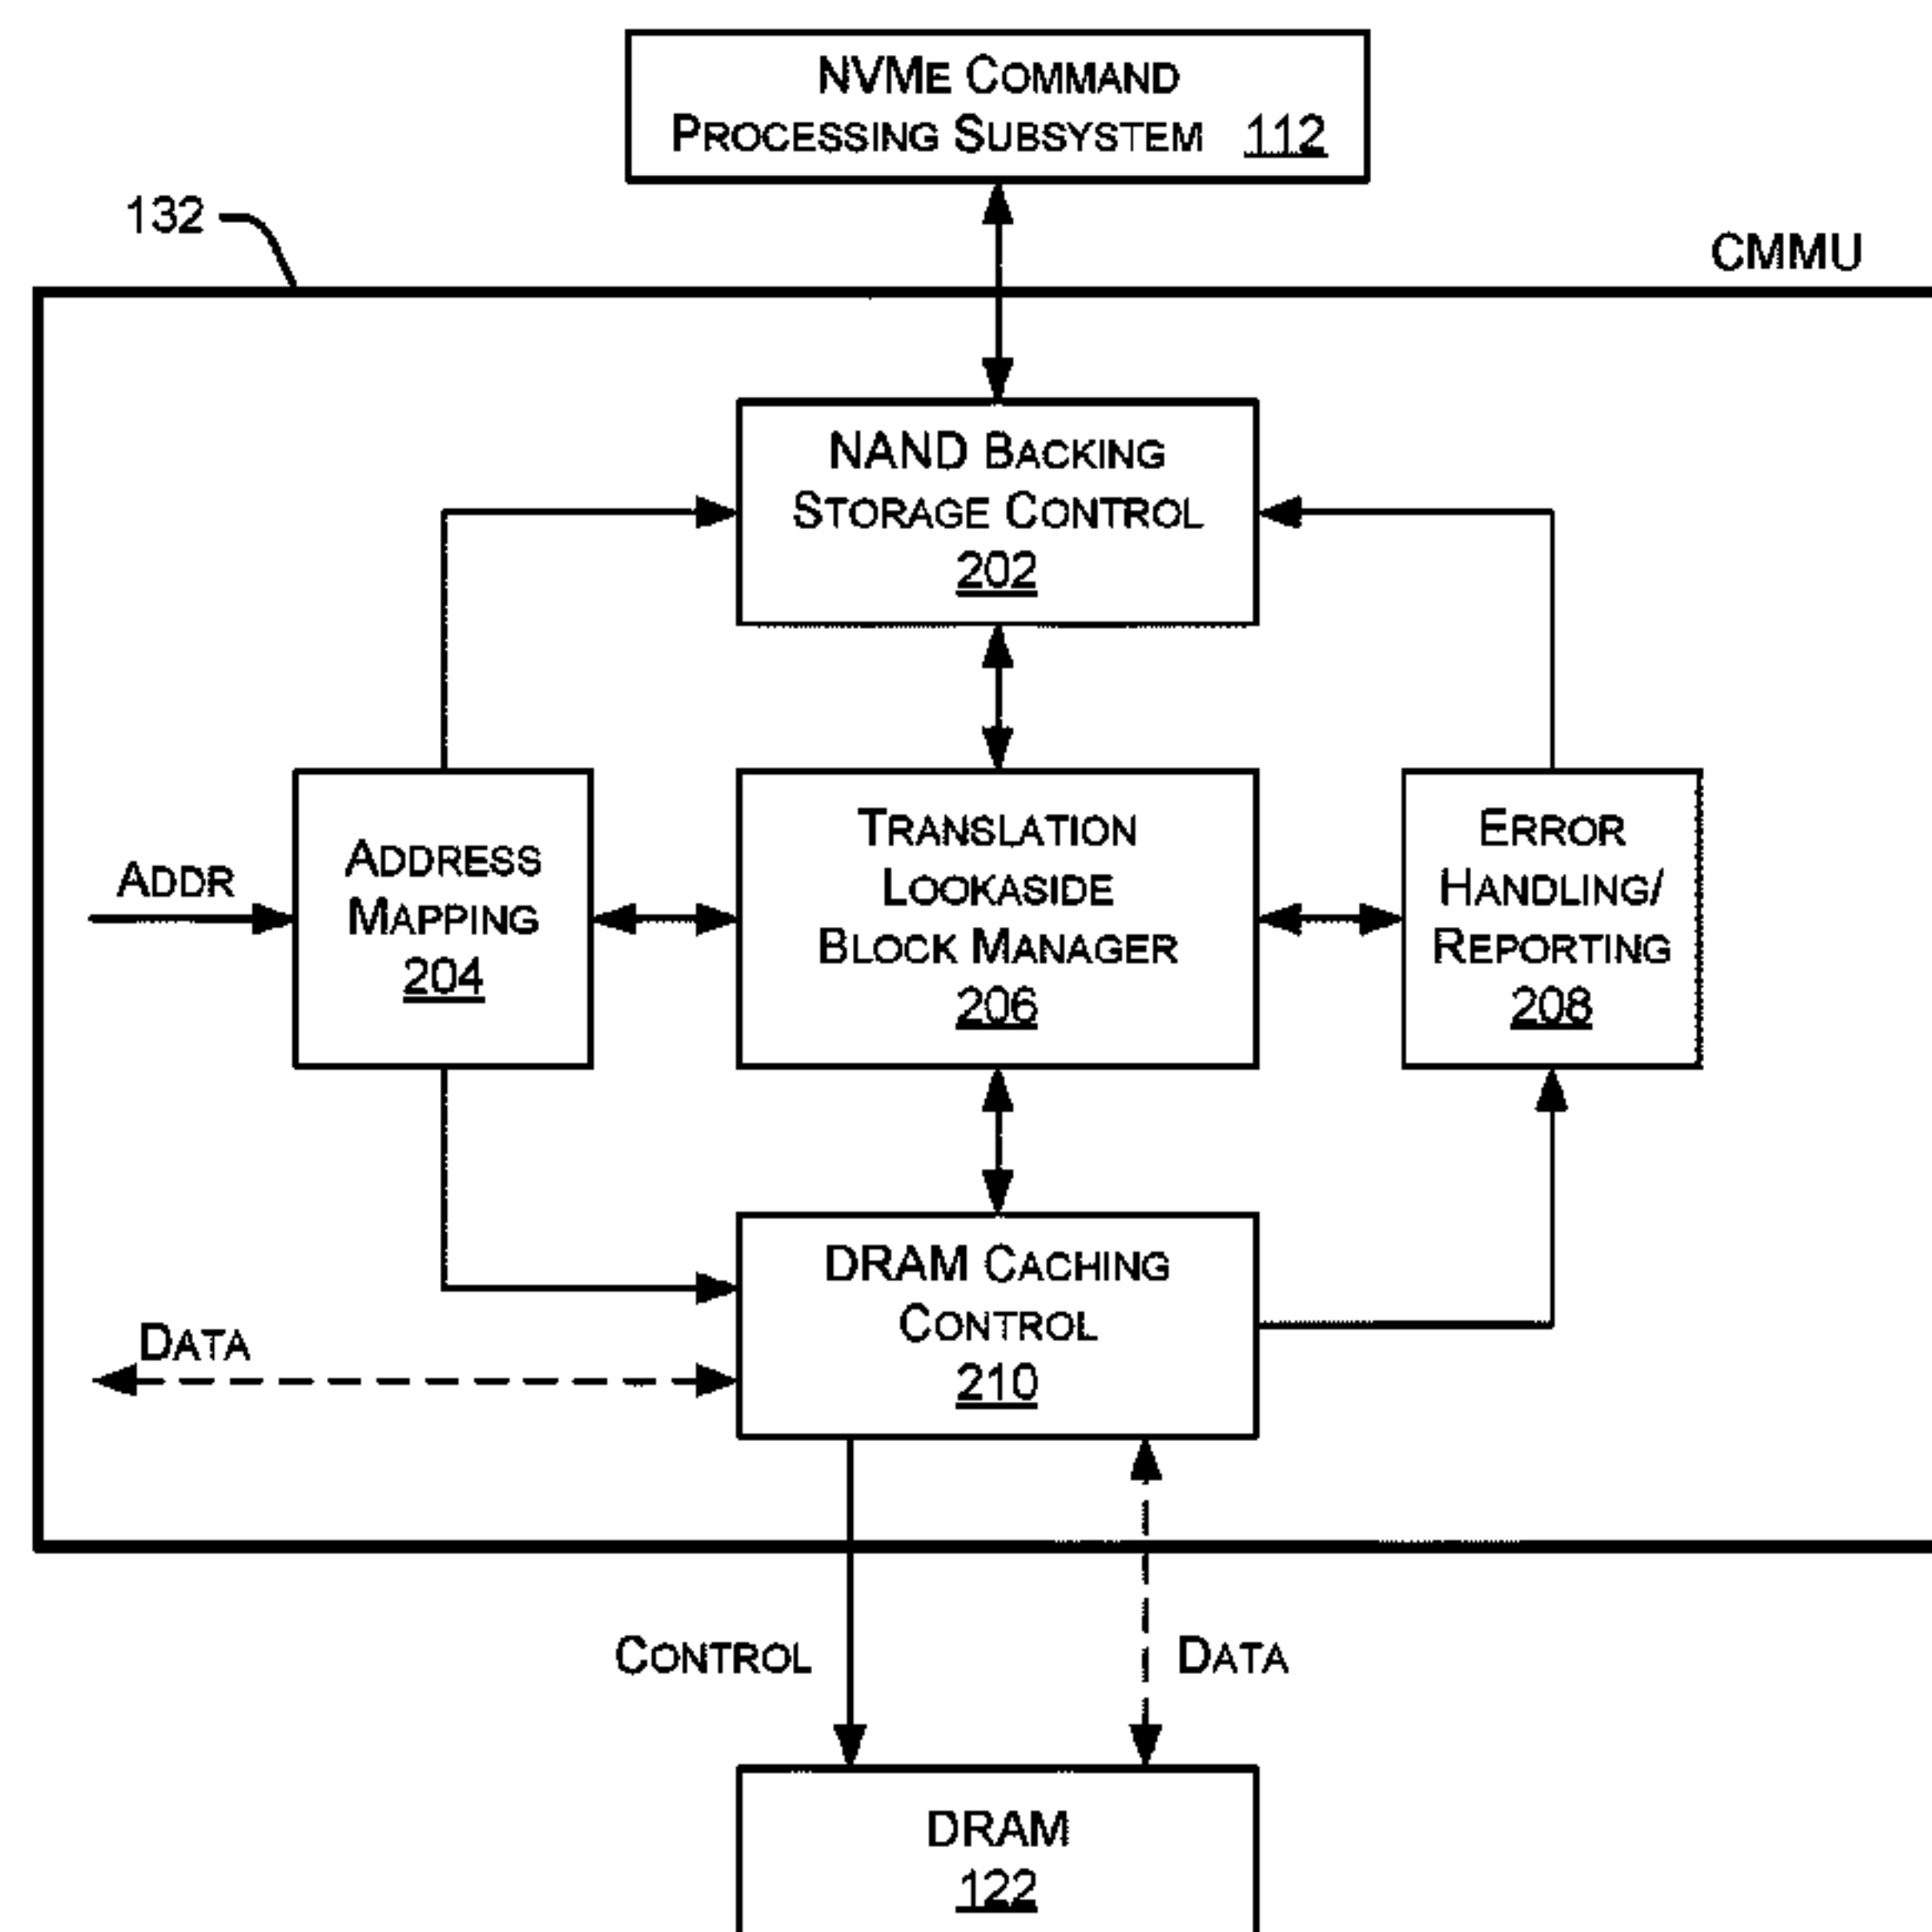 NVMe Command
Processing Subsystem 112
132
CMMU
NAND Backing
Storage Control
202
Addr
Address
Mapping
204
Translation
Lookaside
Block Manager
206
Error
Handling/
Reporting
208
Data
DRAM Caching
Control
210
Control
Data
DRAM
122